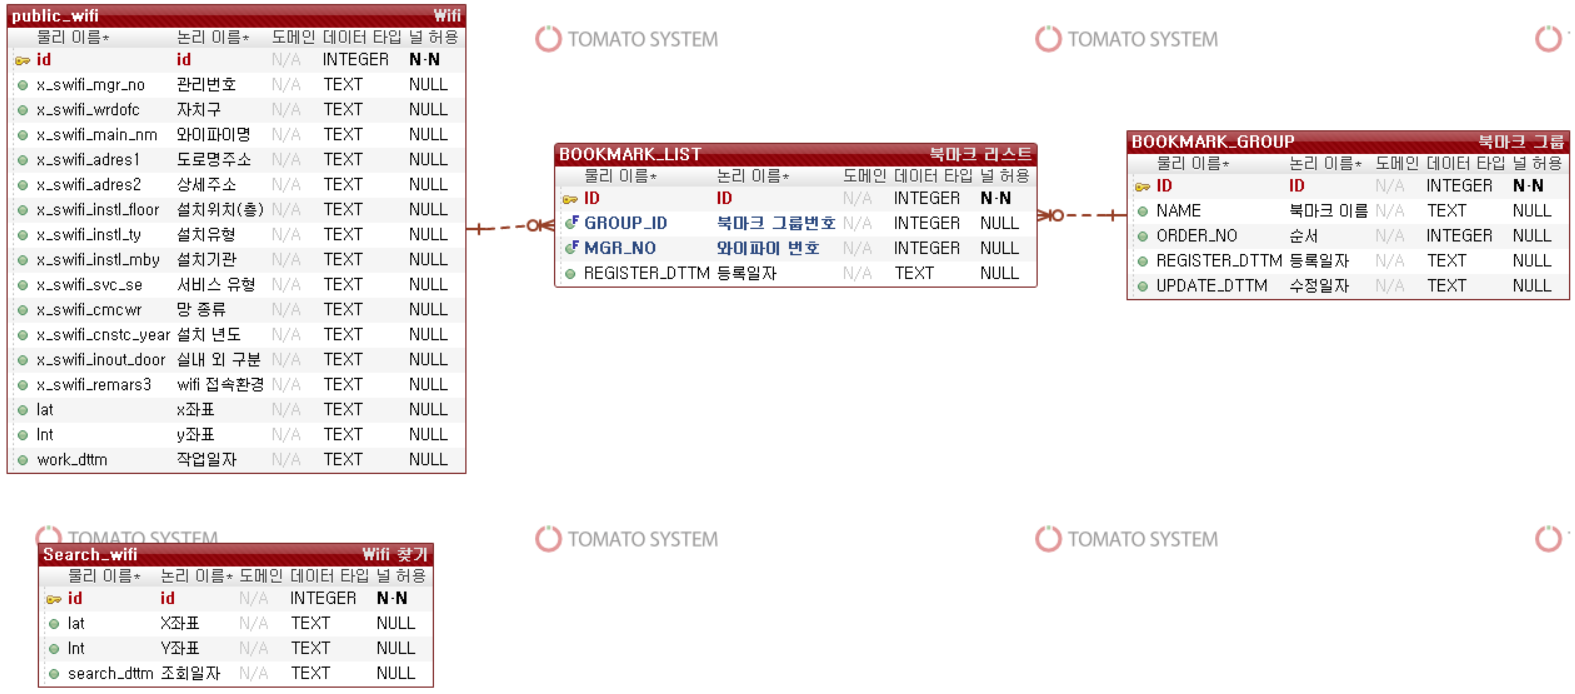 public_wifi Wifi
물리 이름* 논리 이름* 도메인 데이터 타입 널 허용
id id N/A INTEGER N-N
x_swifi_mgr_no 관리번호 N/A TEXT NULL
x_swifi_wrdofc 자치구 N/A TEXT NULL
x_swifi_main_nm 와이파이명 N/A TEXT NULL
x_swifi_adres1 도로명주소 N/A TEXT NULL
x_swifi_adres2 상세주소 N/A TEXT NULL
x_swifi_instl_floor 설치위치(층) N/A TEXT NULL
x_swifi_instl_ty 설치유형 N/A TEXT NULL
x_swifi_instl_mby 설치기관 N/A TEXT NULL
x_swifi_svc_se 서비스 유형 N/A TEXT NULL
x_swifi_cmcwr 망 종류 N/A TEXT NULL
x_swifi_cnstc_year 설치 년도 N/A TEXT NULL
x_swifi_inout_door 실내 외 구분 N/A TEXT NULL
x_swifi_remars3 wifi 접속환경 N/A TEXT NULL
lat x좌표 N/A TEXT NULL
lnt y좌표 N/A TEXT NULL
work_dttm 작업일자 N/A TEXT NULL
TOMATO SYSTEM
TOMATO SYSTEM
BOOKMARK_LIST 북마크 리스트
물리 이름* 논리 이름* 도메인 데이터 타입 널 허용
ID ID N/A INTEGER N-N
GROUP_ID 북마크 그룹번호 N/A INTEGER NULL
MGR_NO 와이파이 번호 N/A INTEGER NULL
REGISTER_DTTM 등록일자 N/A TEXT NULL
BOOKMARK_GROUP 북마크 그룹
물리 이름* 논리 이름* 도메인 데이터 타입 널 허용
ID ID N/A INTEGER N-N
NAME 북마크 이름 N/A TEXT NULL
ORDER_NO 순서 N/A INTEGER NULL
REGISTER_DTTM 등록일자 N/A TEXT NULL
UPDATE_DTTM 수정일자 N/A TEXT NULL
TOMATO SYSTEM
TOMATO SYSTEM
TOMATO SYSTEM
Search_wifi Wifi 찾기
물리 이름* 논리 이름* 도메인 데이터 타입 널 허용
id id N/A INTEGER N-N
lat X좌표 N/A TEXT NULL
lnt Y좌표 N/A TEXT NULL
search_dttm 조회일자 N/A TEXT NULL